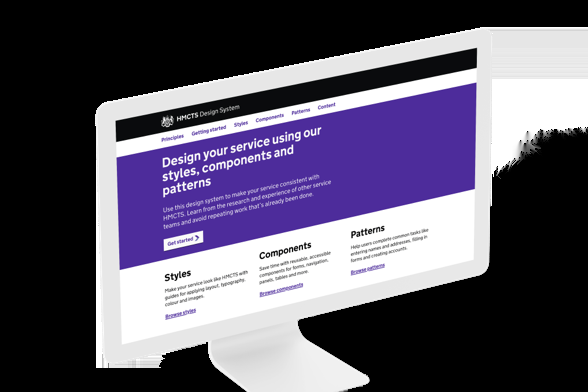 HMCTS Design System
Principles Getting started Styles Components Patterns Content
Design your service using our
styles, components and
patterns
Use this design system to make your service consistent with
HMCTS. Learn from the research and experience of other service
teams and avoid repeating work that's already been done.
Get started
Styles
Make your service look like HMCTS with
guides for applying layout, typography,
colour and images.
Browse styles
Components
Save time with reusable, accessible
components for forms, navigation,
panels, tables and more.
Browse components
Patterns
Help users complete common tasks like
entering names and addresses, filling in
forms and creating accounts.
Browse patterns